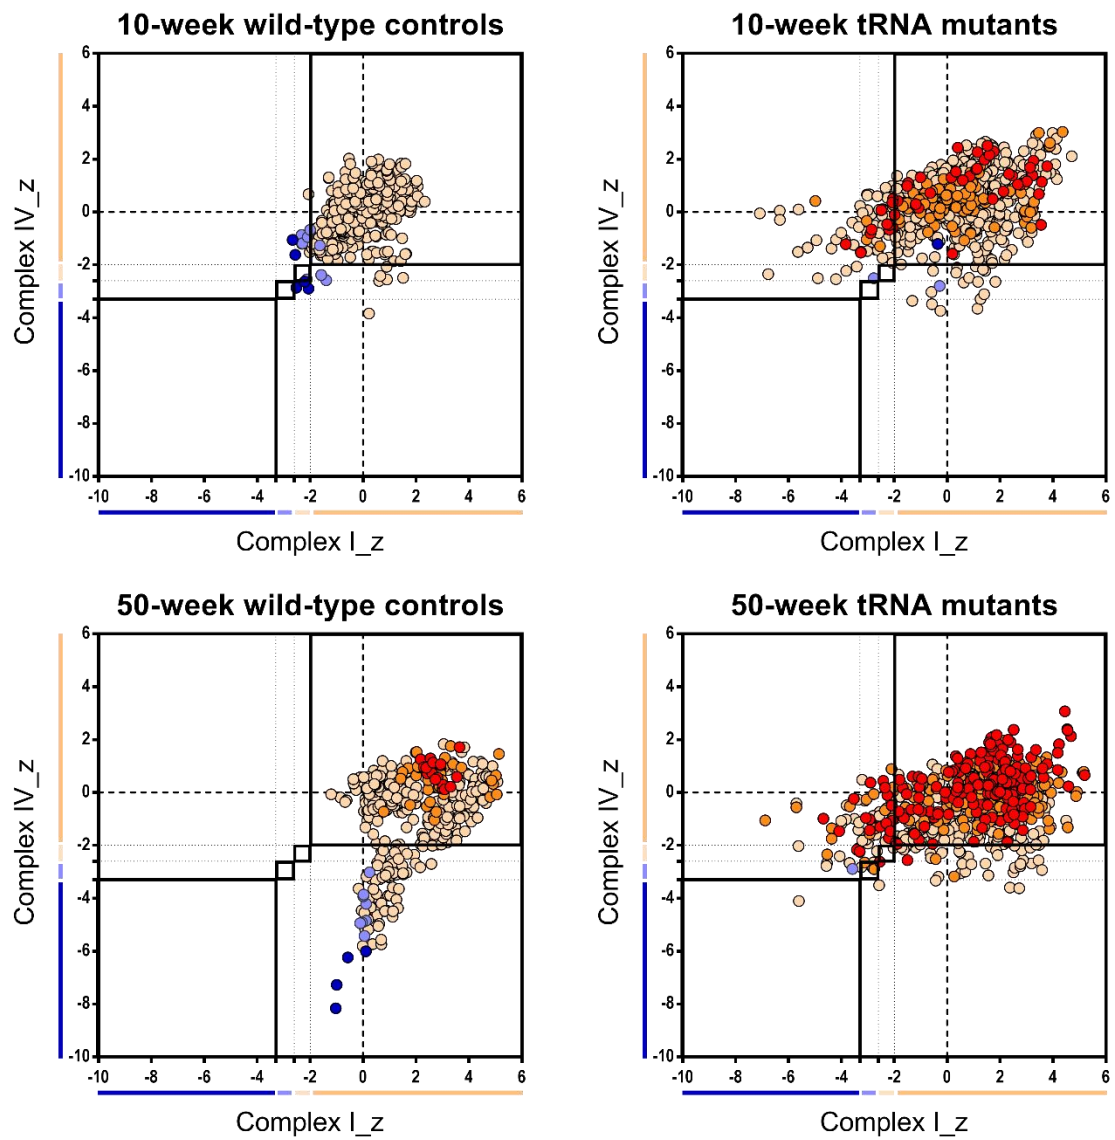 10-week wild-type controls
6
4
2
0
-2
-4
-6
-8
-10
-10 -8 -6 -4 -2 0 2 4 6
Complex IV_z
Complex I_z
10-week tRNA mutants
6
4
2
0
-2
-4
-6
-8
-10
-10 -8 -6 -4 -2 0 2 4 6
Complex IV_z
Complex I_z
50-week wild-type controls
6
4
2
0
-2
-4
-6
-8
-10
-10 -8 -6 -4 -2 0 2 4 6
Complex IV_z
Complex I_z
50-week tRNA mutants
6
4
2
0
-2
-4
-6
-8
-10
-10 -8 -6 -4 -2 0 2 4 6
Complex IV_z
Complex I_z